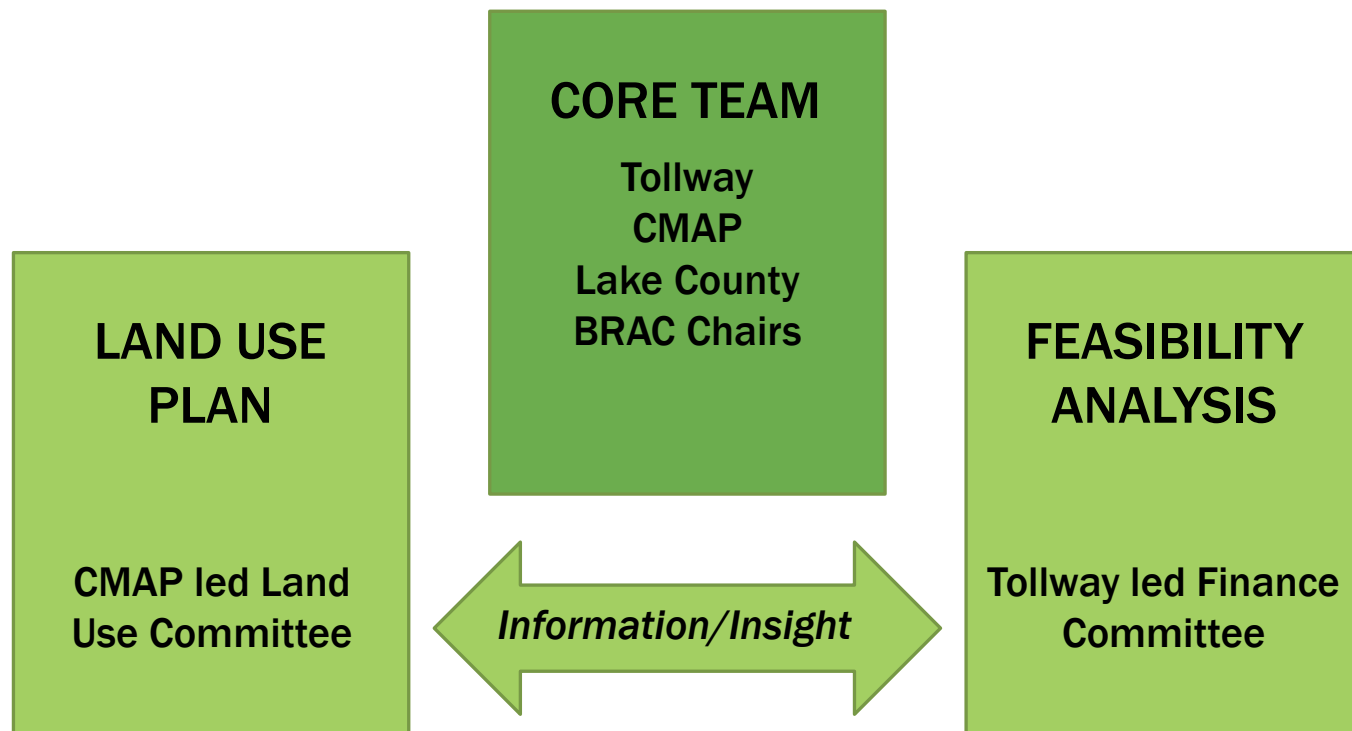 CORE TEAM
Tollway
CMAP
Lake County
BRAC Chairs
LAND USE
PLAN
CMAP led Land
Use Committee
Information/Insight
FEASIBILITY
ANALYSIS
Tollway led Finance
Committee